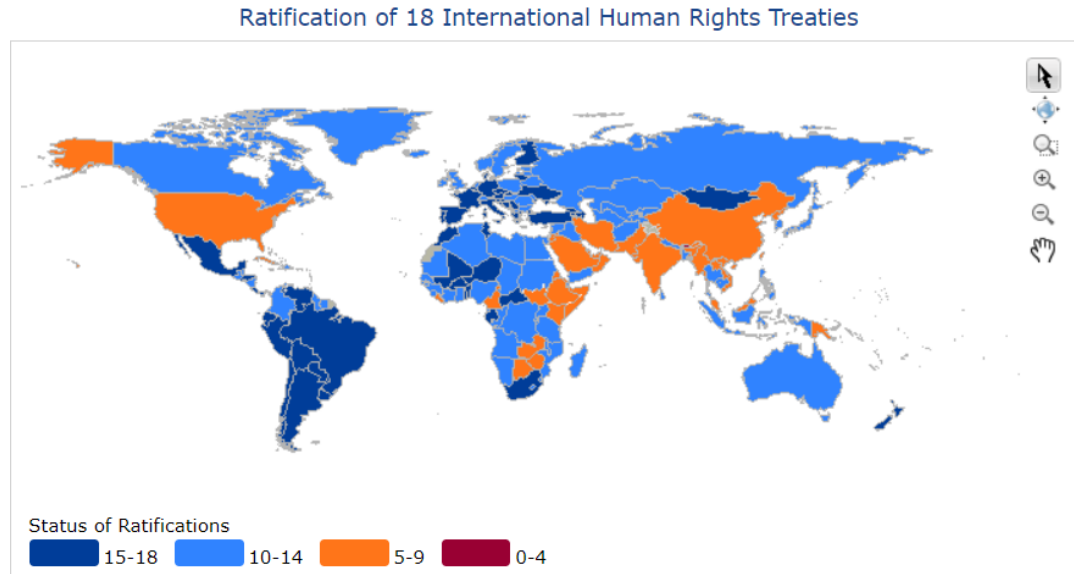 Ratification of 18 International Human Rights Treaties
Status of Ratifications
15-18 10-14 5-9 0-4